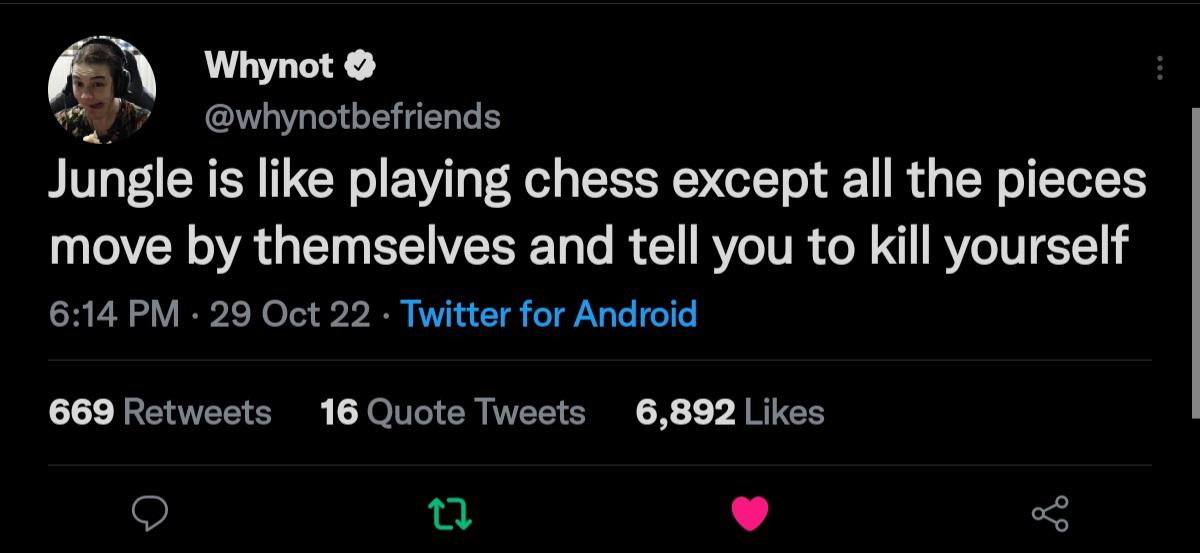 Whynot
@whynotbefriends
Jungle is like playing chess except all the pieces
move by themselves and tell you to kill yourself
6:14 PM · 29 Oct 22 · Twitter for Android
669 Retweets 16 Quote Tweets 6,892 Likes